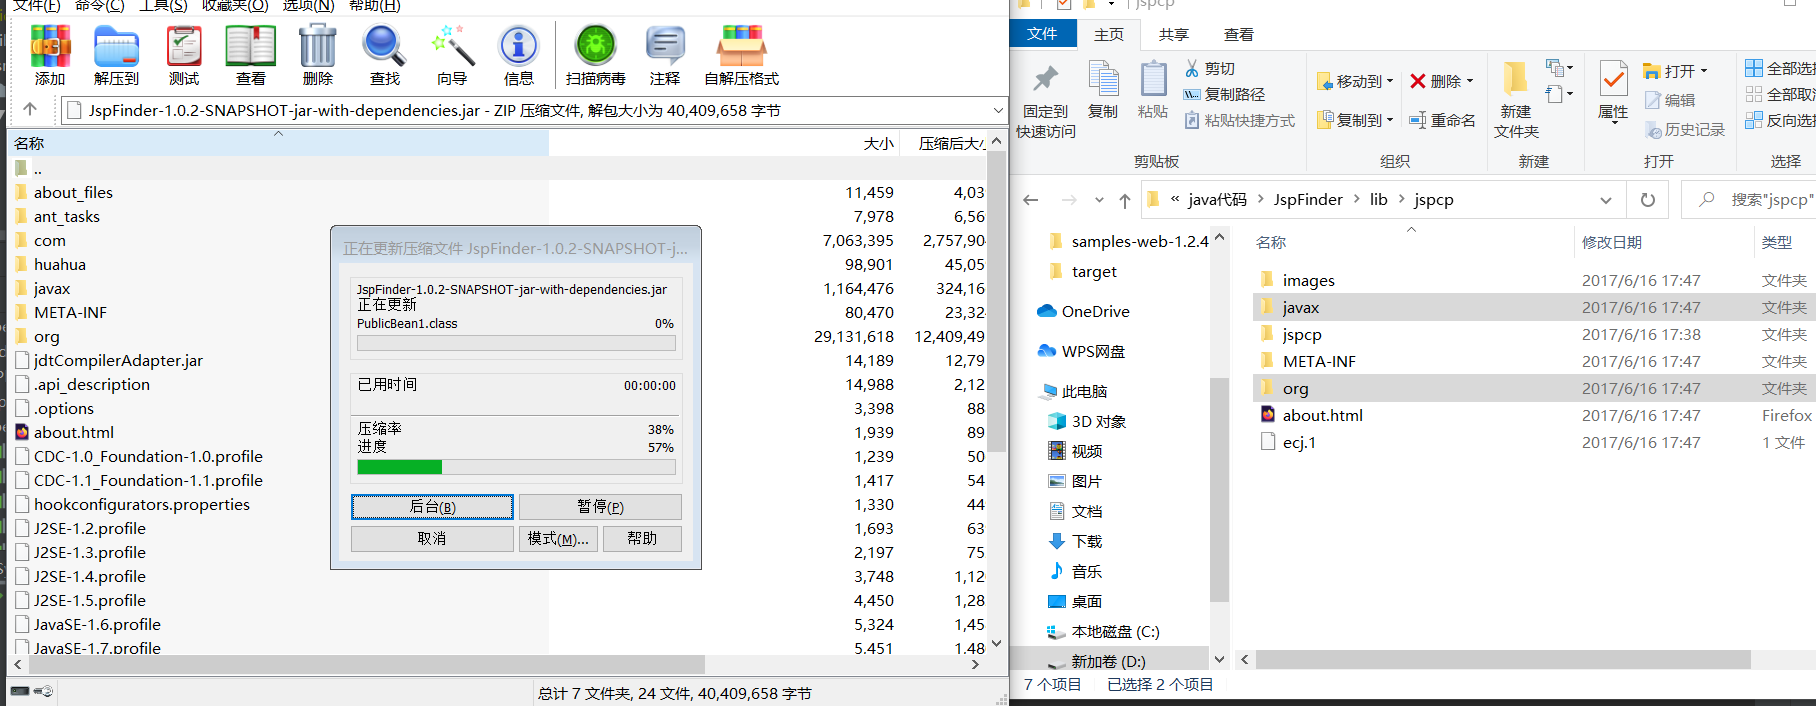 文件(F) 命令(C) 工具(S) 收藏夹(O) 选项(N) 帮助(H)
添加 解压到 测试 查看 删除 查找 向导 信息 扫描病毒 注释 自解压格式
JspFinder-1.0.2-SNAPSHOT-jar-with-dependencies.jar - ZIP 压缩文件, 解包大小为 40,409,658 字节
名称 大小 压缩后大
..
about_files 11,459 4,03
ant_tasks 7,978 6,56
com 7,063,395 2,757,90
huahua 98,901 45,05
javax 1,164,476 324,16
META-INF 80,470 23,32
org 29,131,618 12,409,49
jdtCompilerAdapter.jar 14,189 12,79
.api_description 14,988 2,12
.options 3,398 88
about.html 1,939 89
CDC-1.0_Foundation-1.0.profile 1,239 50
CDC-1.1_Foundation-1.1.profile 1,417 54
hookconfigurators.properties 1,330 44
J2SE-1.2.profile 1,693 63
J2SE-1.3.profile 2,197 75
J2SE-1.4.profile 3,748 1,12
J2SE-1.5.profile 4,450 1,28
JavaSE-1.6.profile 5,324 1,45
JavaSE-1.7.profile 5,451 1,48
总计 7 文件夹, 24 文件, 40,409,658 字节
正在更新压缩文件 JspFinder-1.0.2-SNAPSHOT-j...
JspFinder-1.0.2-SNAPSHOT-jar-with-dependencies.jar
正在更新
PublicBean1.class 0%
已用时间 00:00:00
压缩率 38%
进度 57%
后台(B) 暂停(P)
取消 模式(M)... 帮助
jspcp
文件 主页 共享 查看
固定到
快速访问
复制
粘贴
剪切
复制路径
粘贴快捷方式
剪贴板
移动到
复制到
删除
重命名
组织
新建
文件夹
新建
属性
打开
编辑
历史记录
打开
全部选
全部取
反向选
选择
« java代码 > JspFinder > lib > jspcp
搜索"jspcp"
samples-web-1.2.4
target
OneDrive
WPS网盘
此电脑
3D 对象
视频
图片
文档
下载
音乐
桌面
本地磁盘 (C:)
新加卷 (D:)
名称 修改日期 类型
images 2017/6/16 17:47 文件夹
javax 2017/6/16 17:47 文件夹
jspcp 2017/6/16 17:38 文件夹
META-INF 2017/6/16 17:47 文件夹
org 2017/6/16 17:47 文件夹
about.html 2017/6/16 17:47 Firefox
ecj.1 2017/6/16 17:47 1 文件
7 个项目 已选择 2 个项目